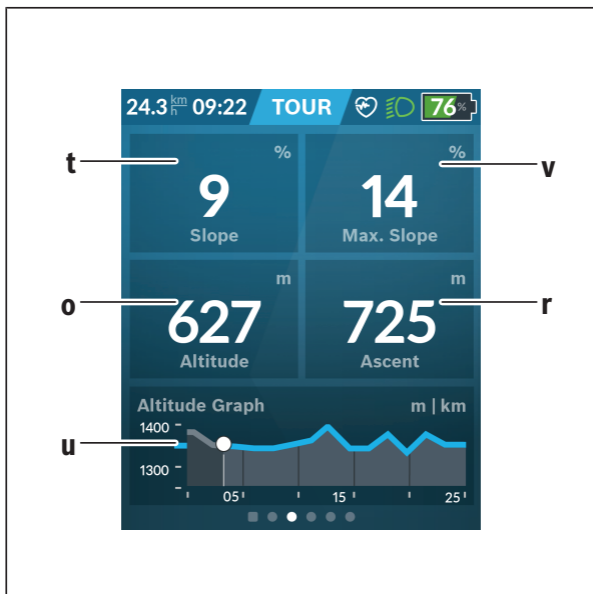 24.3 km/h 09:22 TOUR 76%
t % % v
9 14
Slope Max. Slope
o m m r
627 725
Altitude Ascent
Altitude Graph m | km
1400
u
1300
05 15 25